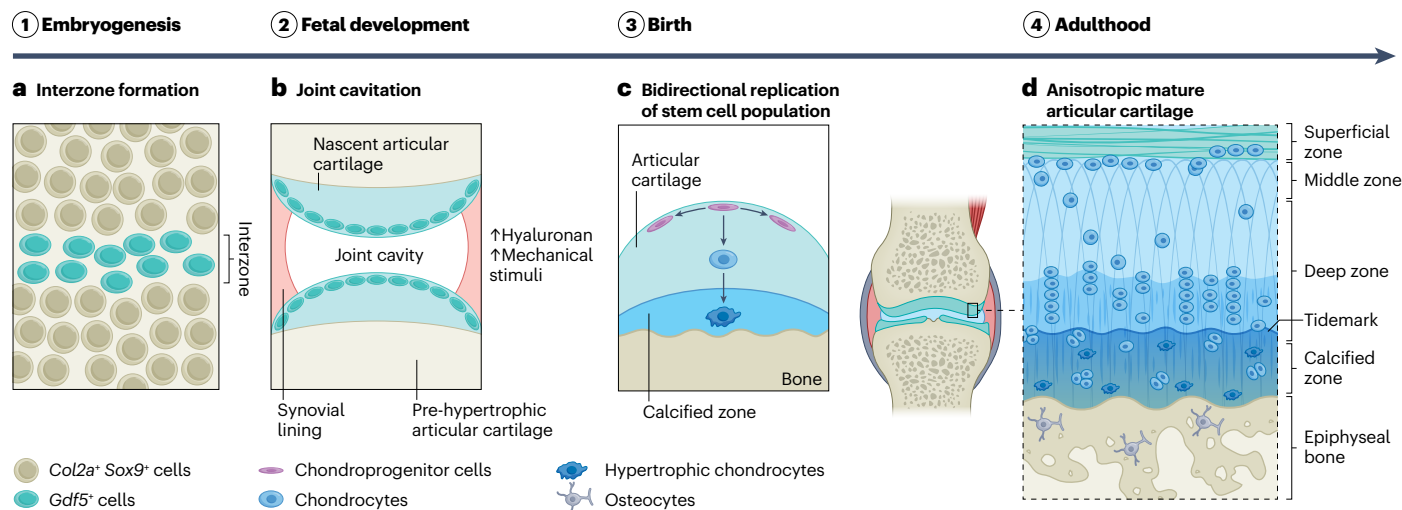 1 Embryogenesis
2 Fetal development
3 Birth
4 Adulthood
a Interzone formation
b Joint cavitation
c Bidirectional replication
of stem cell population
d Anisotropic mature
articular cartilage
Interzone
Nascent articular
cartilage
Joint cavity
↑Hyaluronan
↑Mechanical
stimuli
Synovial
lining
Pre-hypertrophic
articular cartilage
Articular
cartilage
Bone
Calcified zone
Superficial
zone
Middle zone
Deep zone
Tidemark
Calcified
zone
Epiphyseal
bone
Col2a⁺ Sox9⁺ cells
Gdf5⁺ cells
Chondroprogenitor cells
Chondrocytes
Hypertrophic chondrocytes
Osteocytes